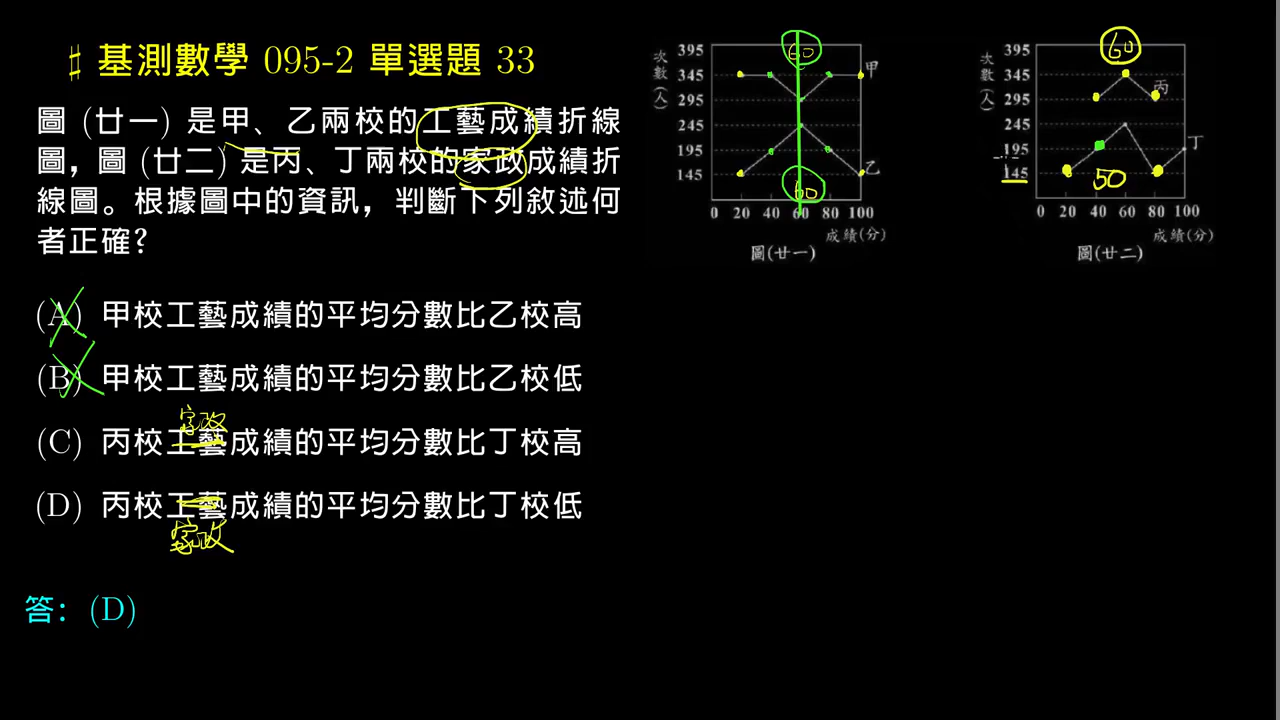 ♯ 基測數學 095-2 單選題 33
圖 (廿一) 是甲、乙兩校的工藝成績折線
圖，圖 (廿二) 是丙、丁兩校的家政成績折
線圖。根據圖中的資訊，判斷下列敘述何
者正確?
(A) 甲校工藝成績的平均分數比乙校高
(B) 甲校工藝成績的平均分數比乙校低
家政
(C) 丙校工藝成績的平均分數比丁校高
(D) 丙校工藝成績的平均分數比丁校低
家政
答：(D)
次數(人)
395
345
295
245
195
145
0 20 40 60 80 100
成績(分)
甲
乙
60
60
圖(廿一)
次數(人)
395
345
295
245
195
145
0 20 40 60 80 100
成績(分)
丙
丁
60
50
圖(廿二)